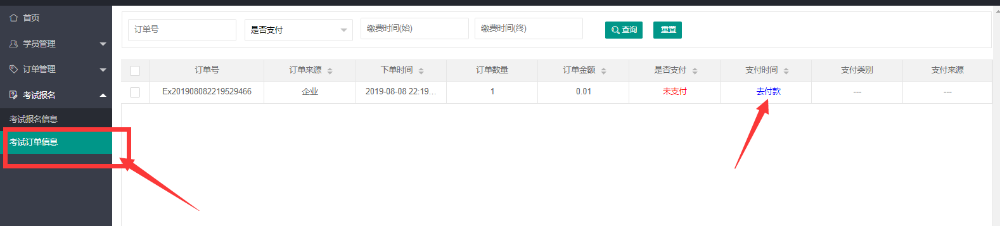 首页
学员管理
订单管理
考试报名
考试报名信息
考试订单信息
订单号 是否支付 缴费时间(始) 缴费时间(终) 查询 重置
订单号 订单来源 下单时间 订单数量 订单金额 是否支付 支付时间 支付类别 支付来源
Ex201908082219529466 企业 2019-08-08 22:19... 1 0.01 未支付 去付款 --- ---